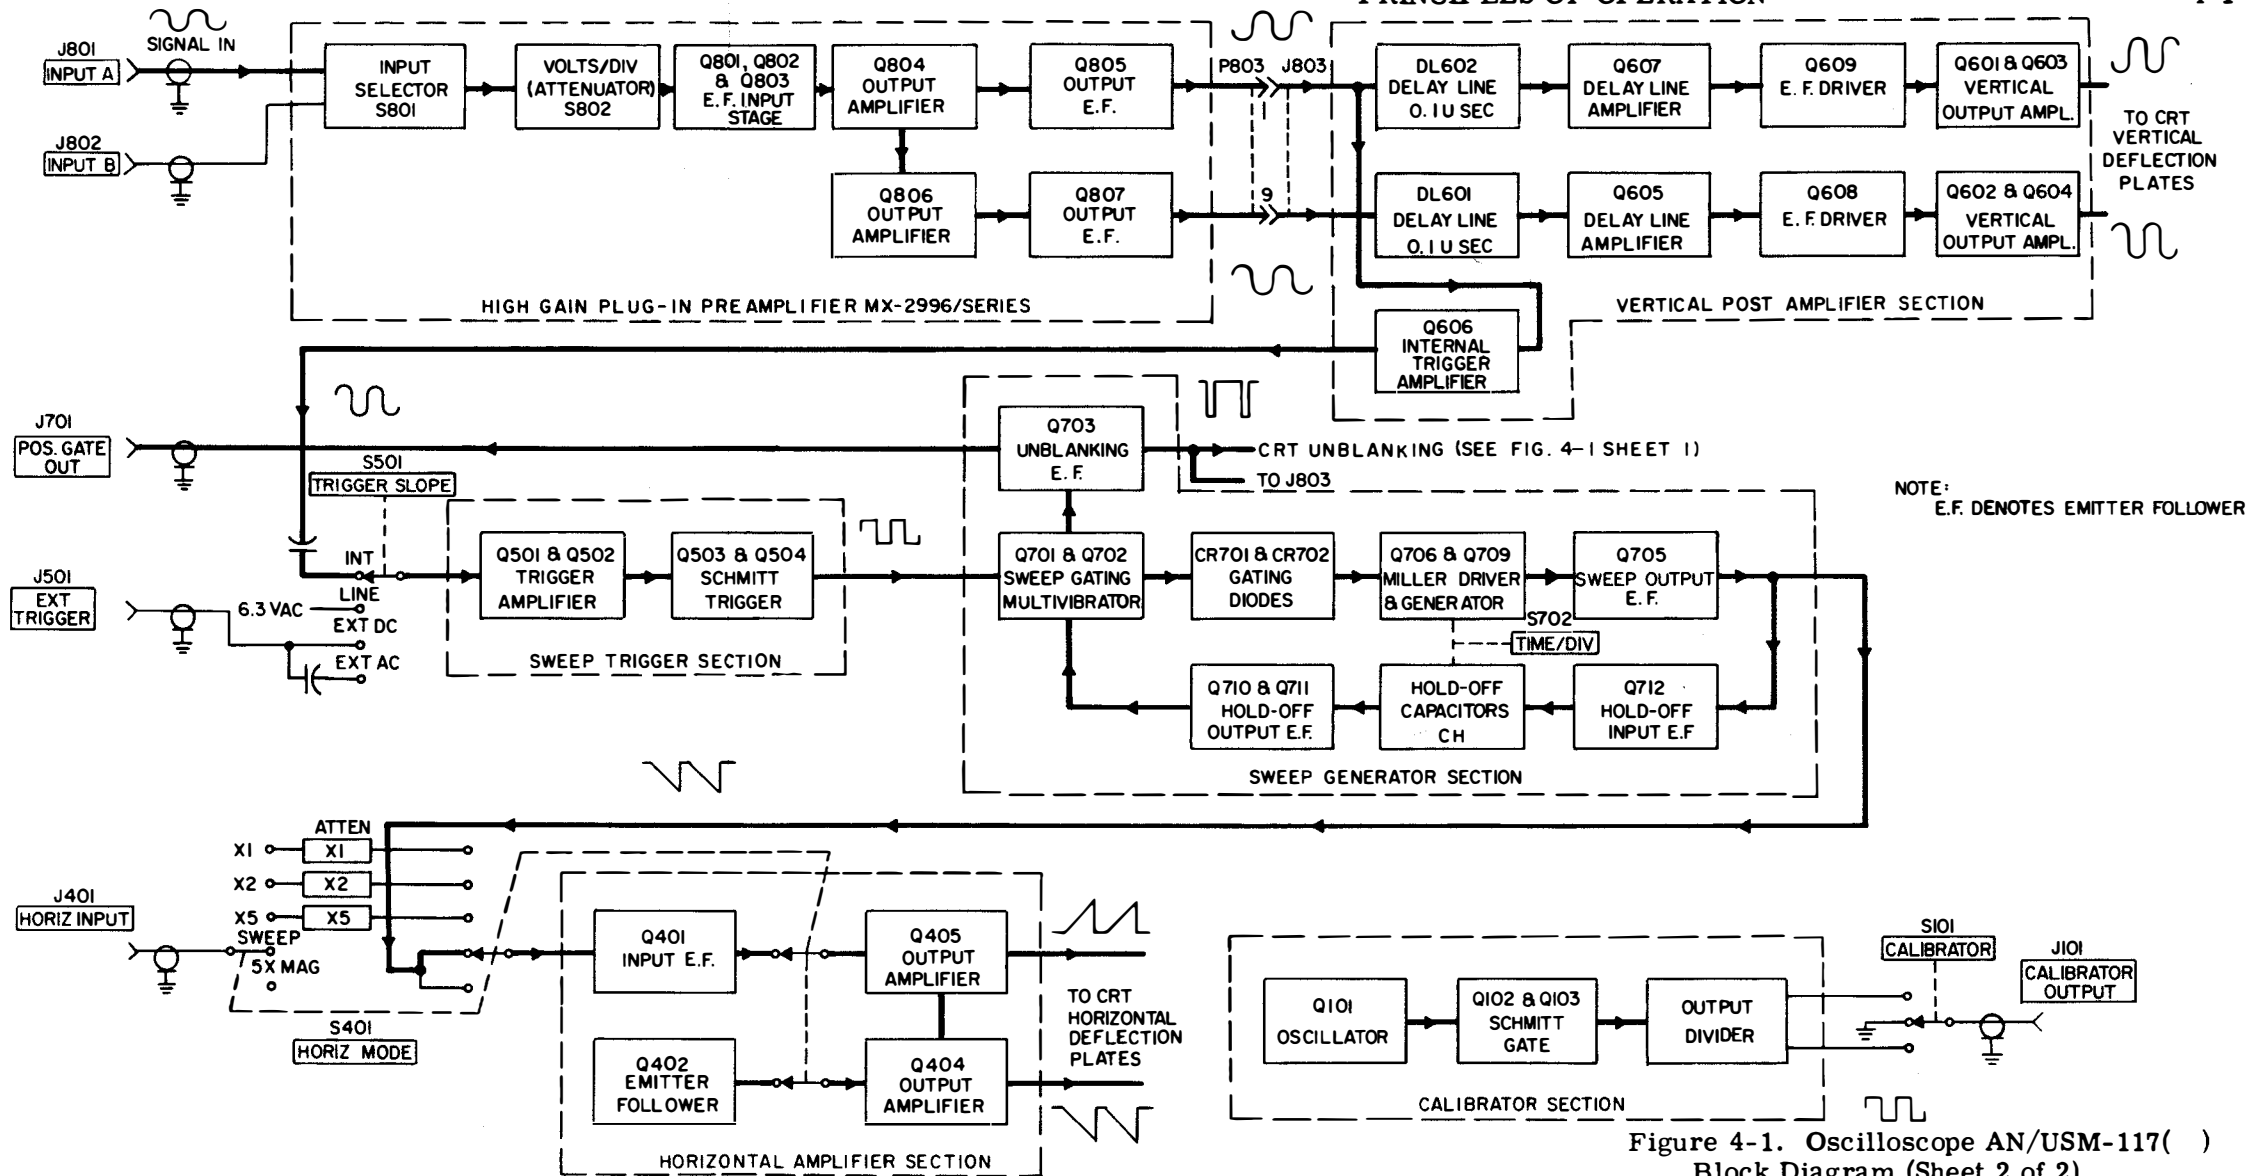 PRINCIPLES OF OPERATION
J801
INPUT A
SIGNAL IN
J802
INPUT B
INPUT
SELECTOR
S801
VOLTS/DIV
(ATTENUATOR)
S802
Q801, Q802
& Q803
E.F. INPUT
STAGE
Q804
OUTPUT
AMPLIFIER
Q805
OUTPUT
E.F.
Q806
OUTPUT
AMPLIFIER
Q807
OUTPUT
E.F.
HIGH GAIN PLUG-IN PREAMPLIFIER MX-2996/SERIES
P803
J803
1
9
DL602
DELAY LINE
0.1 U SEC
Q607
DELAY LINE
AMPLIFIER
Q609
E.F. DRIVER
Q601 & Q603
VERTICAL
OUTPUT AMPL.
DL601
DELAY LINE
0.1 U SEC
Q605
DELAY LINE
AMPLIFIER
Q608
E.F. DRIVER
Q602 & Q604
VERTICAL
OUTPUT AMPL.
TO CRT
VERTICAL
DEFLECTION
PLATES
Q606
INTERNAL
TRIGGER
AMPLIFIER
VERTICAL POST AMPLIFIER SECTION
J701
POS. GATE
OUT
S501
TRIGGER SLOPE
Q703
UNBLANKING
E.F.
CRT UNBLANKING (SEE FIG. 4-1 SHEET 1)
TO J803
NOTE:
E.F. DENOTES EMITTER FOLLOWER
J501
EXT
TRIGGER
INT
LINE
6.3 VAC
EXT DC
EXT AC
Q501 & Q502
TRIGGER
AMPLIFIER
Q503 & Q504
SCHMITT
TRIGGER
SWEEP TRIGGER SECTION
Q701 & Q702
SWEEP GATING
MULTIVIBRATOR
CR701 & CR702
GATING
DIODES
Q706 & Q709
MILLER DRIVER
& GENERATOR
Q705
SWEEP OUTPUT
E.F.
S702
TIME/DIV
Q710 & Q711
HOLD-OFF
OUTPUT E.F.
HOLD-OFF
CAPACITORS
CH
Q712
HOLD-OFF
INPUT E.F
SWEEP GENERATOR SECTION
ATTEN
X1
X1
X2
X2
X5
X5
J401
HORIZ INPUT
SWEEP
5X MAG
S401
HORIZ MODE
Q401
INPUT E.F.
Q405
OUTPUT
AMPLIFIER
Q402
EMITTER
FOLLOWER
Q404
OUTPUT
AMPLIFIER
TO CRT
HORIZONTAL
DEFLECTION
PLATES
HORIZONTAL AMPLIFIER SECTION
Q101
OSCILLATOR
Q102 & Q103
SCHMITT
GATE
OUTPUT
DIVIDER
S101
CALIBRATOR
J101
CALIBRATOR
OUTPUT
CALIBRATOR SECTION
Figure 4-1. Oscilloscope AN/USM-117( )
Block Diagram (Sheet 2 of 2)